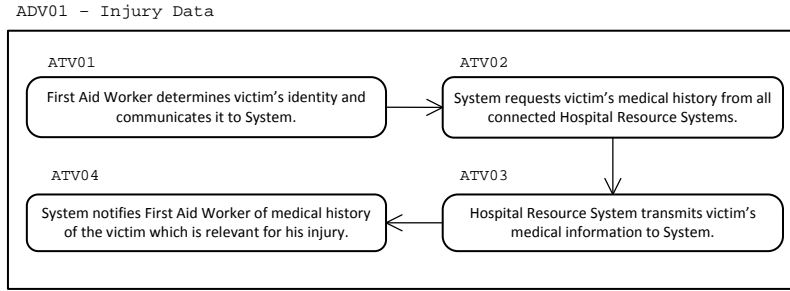 ADV01 – Injury Data
ATV01
First Aid Worker determines victim's identity and
communicates it to System.
ATV02
System requests victim's medical history from all
connected Hospital Resource Systems.
ATV04
System notifies First Aid Worker of medical history
of the victim which is relevant for his injury.
ATV03
Hospital Resource System transmits victim's
medical information to System.